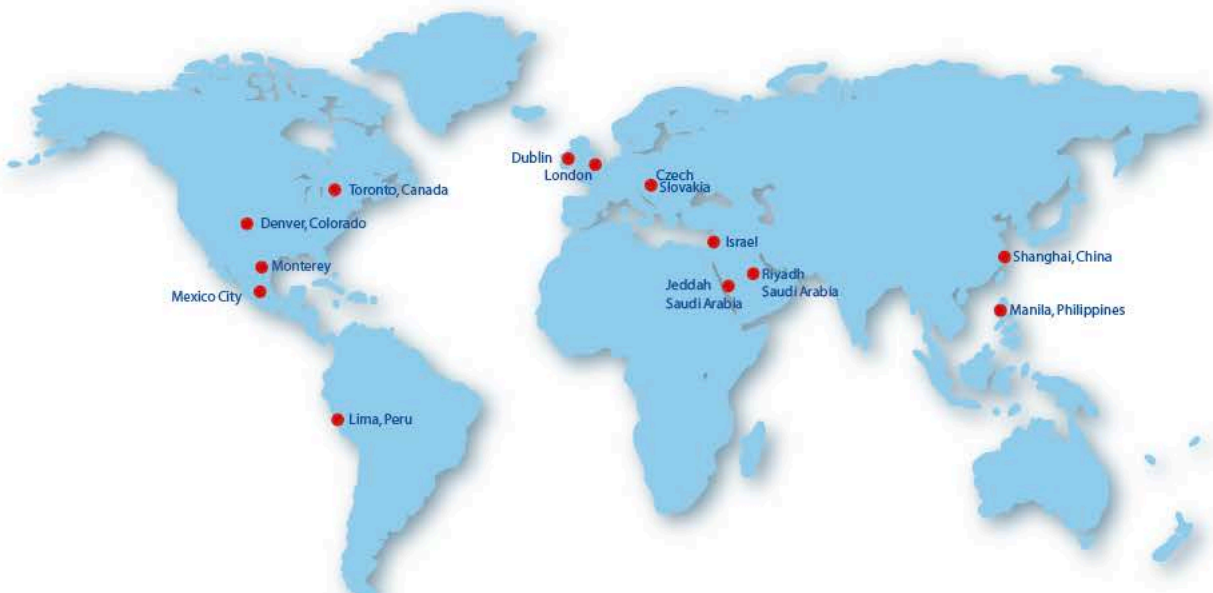 Dublin
London
Czech
Slovakia
Toronto, Canada
Denver, Colorado
Israel
Shanghai, China
Monterey
Riyadh
Saudi Arabia
Jeddah
Saudi Arabia
Mexico City
Manila, Philippines
Lima, Peru